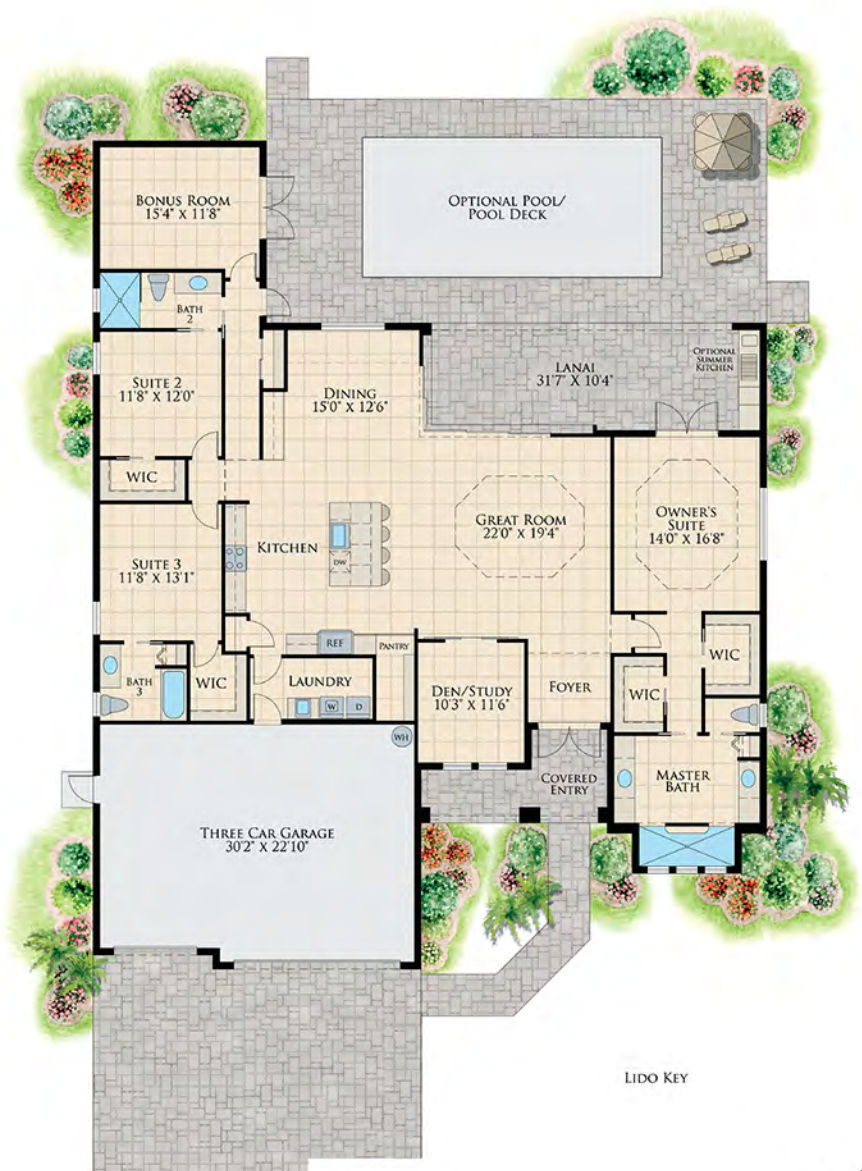 BONUS ROOM
15'4" X 11'8"
OPTIONAL POOL/
POOL DECK
BATH
2
SUITE 2
11'8" X 12'0"
DINING
15'0" X 12'6"
LANAI
31'7" X 10'4"
OPTIONAL
SUMMER
KITCHEN
WIC
KITCHEN
DW
GREAT ROOM
22'0" X 19'4"
OWNER'S
SUITE
14'0" X 16'8"
SUITE 3
11'8" X 13'1"
REF
PANTRY
BATH
3
WIC
LAUNDRY
W
D
DEN/STUDY
10'3" X 11'6"
FOYER
WIC
WIC
WH
COVERED
ENTRY
MASTER
BATH
THREE CAR GARAGE
30'2" X 22'10"
LIDO KEY